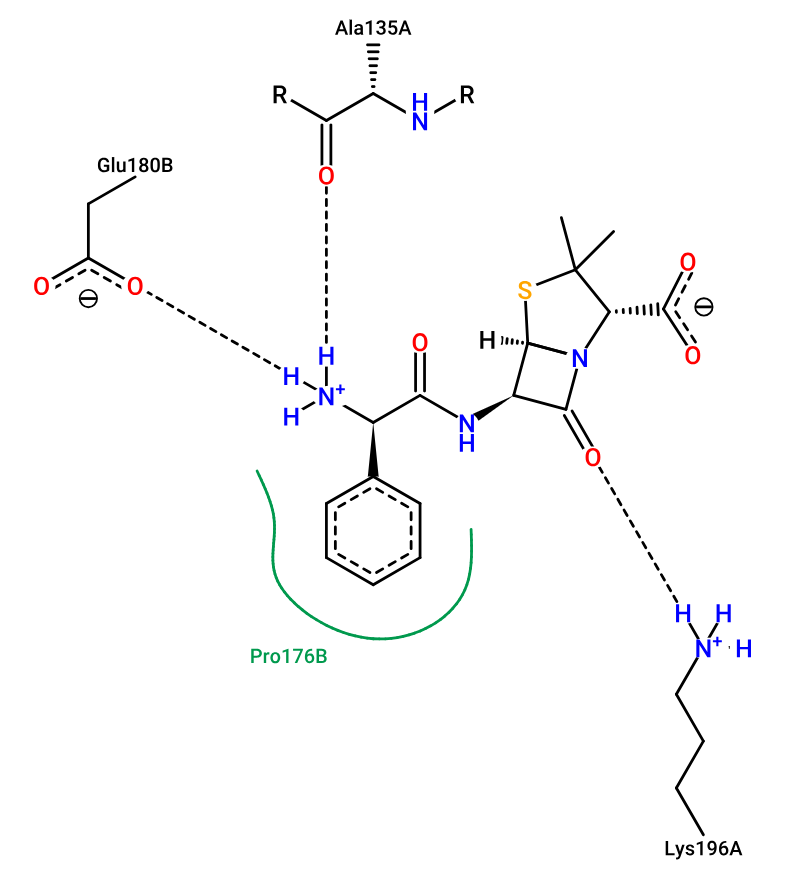 Ala135A
R
H
N
R
O
Glu180B
O
O
⊖
H
H
N+
H
O
N
H
H
S
N
O
O
⊖
O
Pro176B
H
H
N+
H
Lys196A